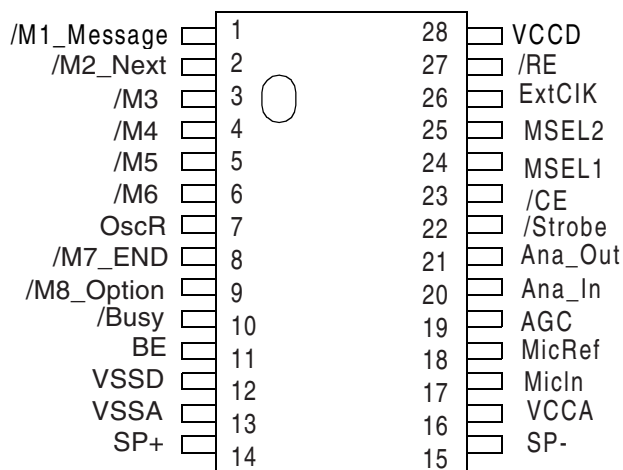 /M1_Message 1 28 VCCD
/M2_Next 2 27 /RE
/M3 3 26 ExtClK
/M4 4 25 MSEL2
/M5 5 24 MSEL1
/M6 6 23 /CE
OscR 7 22 /Strobe
/M7_END 8 21 Ana_Out
/M8_Option 9 20 Ana_In
/Busy 10 19 AGC
BE 11 18 MicRef
VSSD 12 17 MicIn
VSSA 13 16 VCCA
SP+ 14 15 SP-